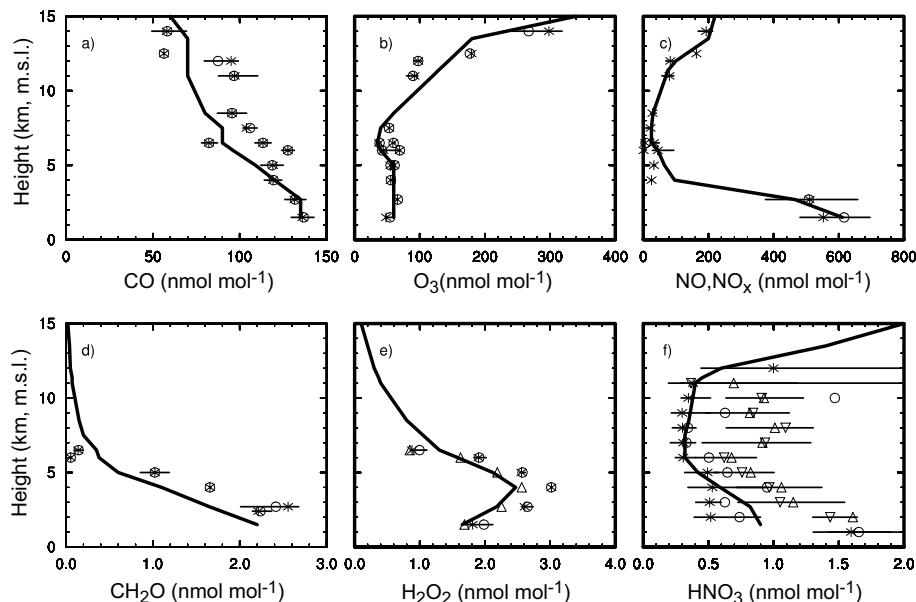 a)
b)
c)
15
10
5
0
Height (km, m.s.l.)
0
50
100
150
CO (nmol mol⁻¹)
0
100
200
300
400
O₃(nmol mol⁻¹)
0
200
400
600
800
NO,NOₓ (nmol mol⁻¹)
d)
e)
f)
15
10
5
0
Height (km, m.s.l.)
0.0
1.0
2.0
3.0
CH₂O (nmol mol⁻¹)
0.0
1.0
2.0
3.0
4.0
H₂O₂ (nmol mol⁻¹)
0.0
0.5
1.0
1.5
2.0
HNO₃ (nmol mol⁻¹)